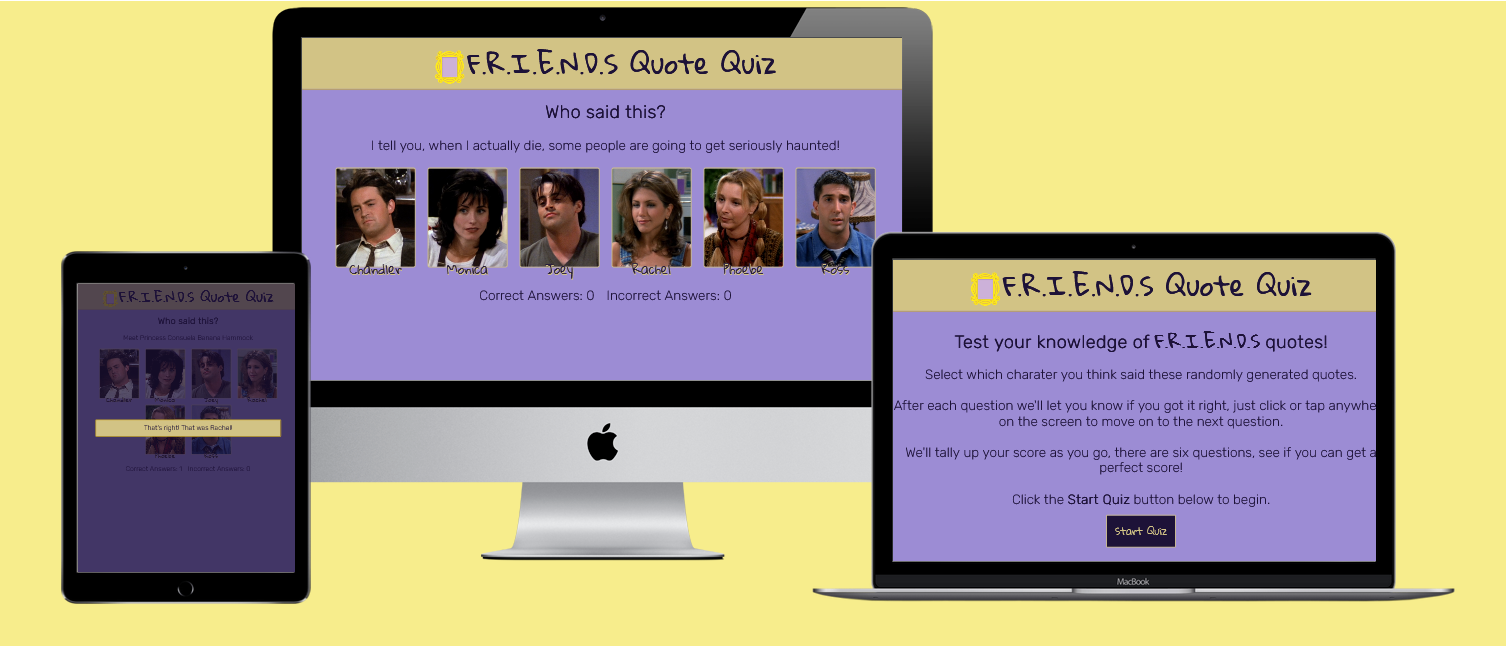 F.R.I.E.N.D.S Quote Quiz
Who said this?
I tell you, when I actually die, some people are going to get seriously haunted!
Chandler Monica Joey Rachel Phoebe Ross
Correct Answers: 0 Incorrect Answers: 0
F.R.I.E.N.D.S Quote Quiz
Who said this?
Meet Princess Consuela Banana Hammock
Chandler Monica Joey Rachel
That's right! That was Rachel!
Phoebe Ross
Correct Answers: 1 Incorrect Answers: 0
F.R.I.E.N.D.S Quote Quiz
Test your knowledge of F.R.I.E.N.D.S quotes!
Select which charater you think said these randomly generated quotes.
After each question we'll let you know if you got it right, just click or tap anywhe
on the screen to move on to the next question.
We'll tally up your score as you go, there are six questions, see if you can get a
perfect score!
Click the Start Quiz button below to begin.
Start Quiz
MacBook